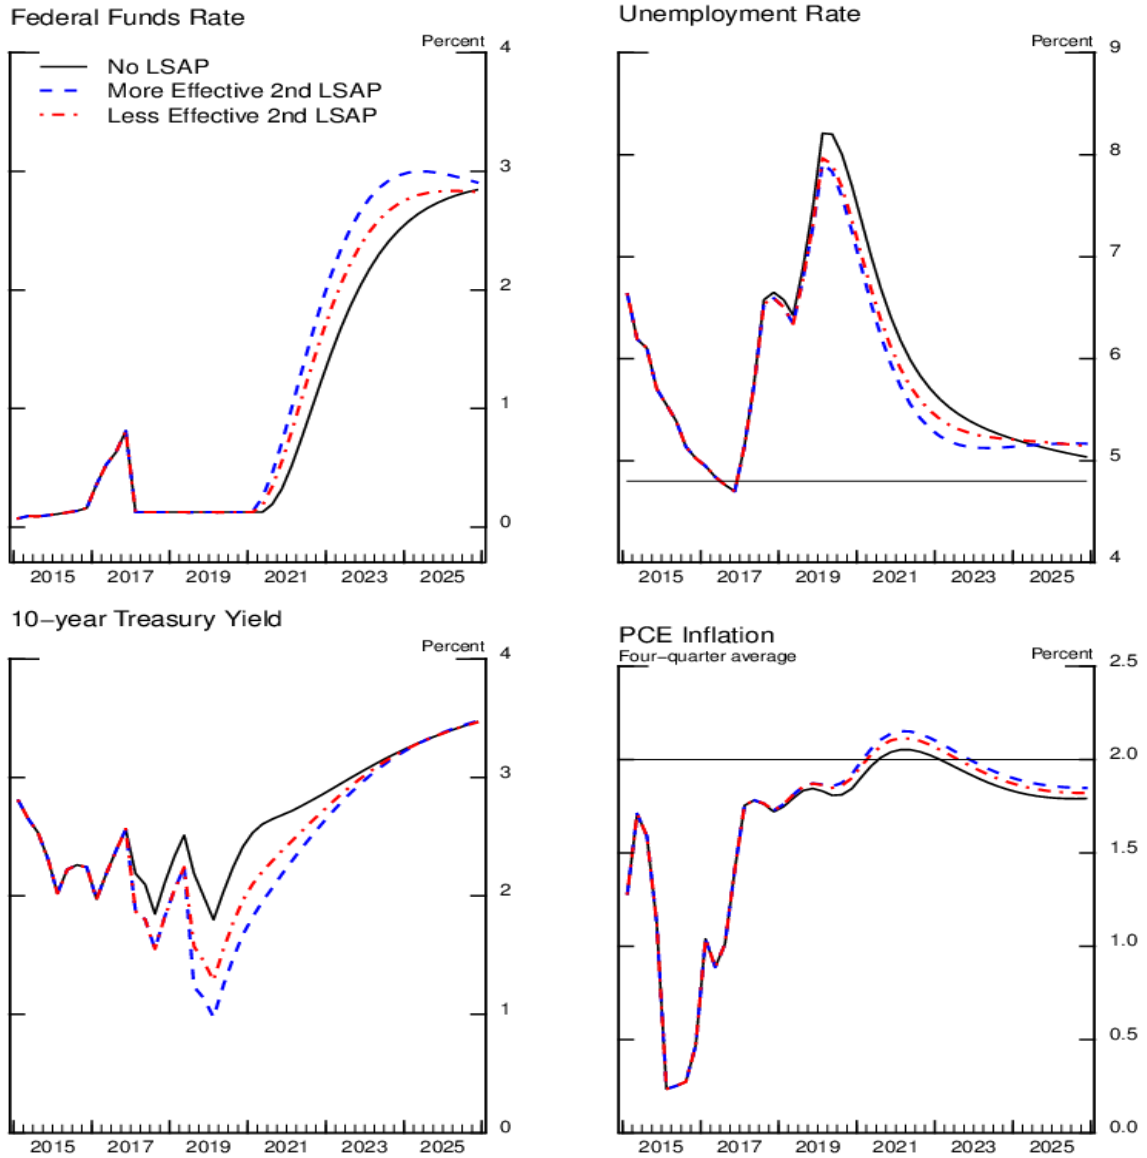 Federal Funds Rate
Percent
No LSAP
More Effective 2nd LSAP
Less Effective 2nd LSAP
4
3
2
1
0
2015 2017 2019 2021 2023 2025
Unemployment Rate
Percent
9
8
7
6
5
4
2015 2017 2019 2021 2023 2025
10−year Treasury Yield
Percent
4
3
2
1
0
2015 2017 2019 2021 2023 2025
PCE Inflation
Four−quarter average
Percent
2.5
2.0
1.5
1.0
0.5
0.0
2015 2017 2019 2021 2023 2025